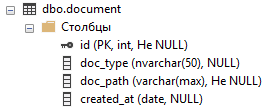 dbo.document
Столбцы
id (PK, int, Не NULL)
doc_type (nvarchar(50), NULL)
doc_path (varchar(max), Не NULL)
created_at (date, NULL)